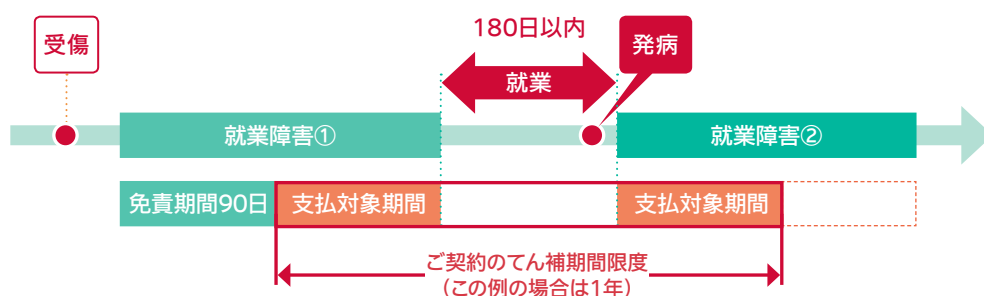 180日以内
受傷
発病
就業
就業障害①
就業障害②
免責期間90日
支払対象期間
支払対象期間
ご契約のてん補期間限度
（この例の場合は1年）